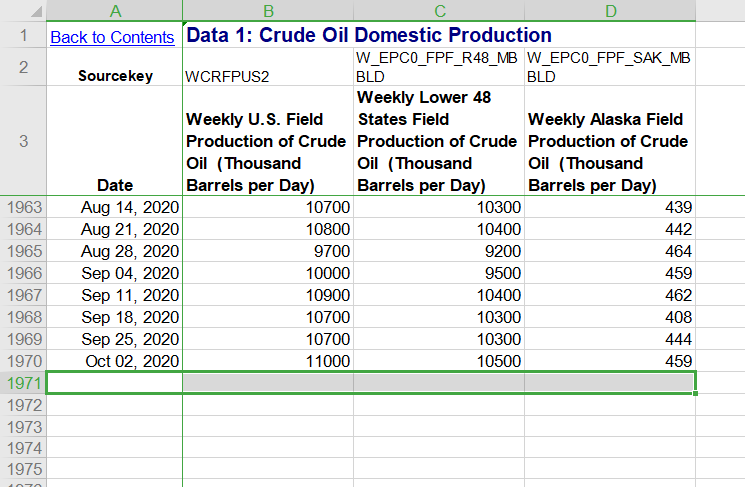 A B C D
1 Back to Contents Data 1: Crude Oil Domestic Production
2 Sourcekey WCRFPUS2 W_EPC0_FPF_R48_MB W_EPC0_FPF_SAK_MB
BLD BLD
3 Date
Weekly U.S. Field
Production of Crude
Oil (Thousand
Barrels per Day)
Weekly Lower 48
States Field
Production of Crude
Oil (Thousand
Barrels per Day)
Weekly Alaska Field
Production of Crude
Oil (Thousand
Barrels per Day)
1963 Aug 14, 2020 10700 10300 439
1964 Aug 21, 2020 10800 10400 442
1965 Aug 28, 2020 9700 9200 464
1966 Sep 04, 2020 10000 9500 459
1967 Sep 11, 2020 10900 10400 462
1968 Sep 18, 2020 10700 10300 408
1969 Sep 25, 2020 10700 10300 444
1970 Oct 02, 2020 11000 10500 459
1971
1972
1973
1974
1975